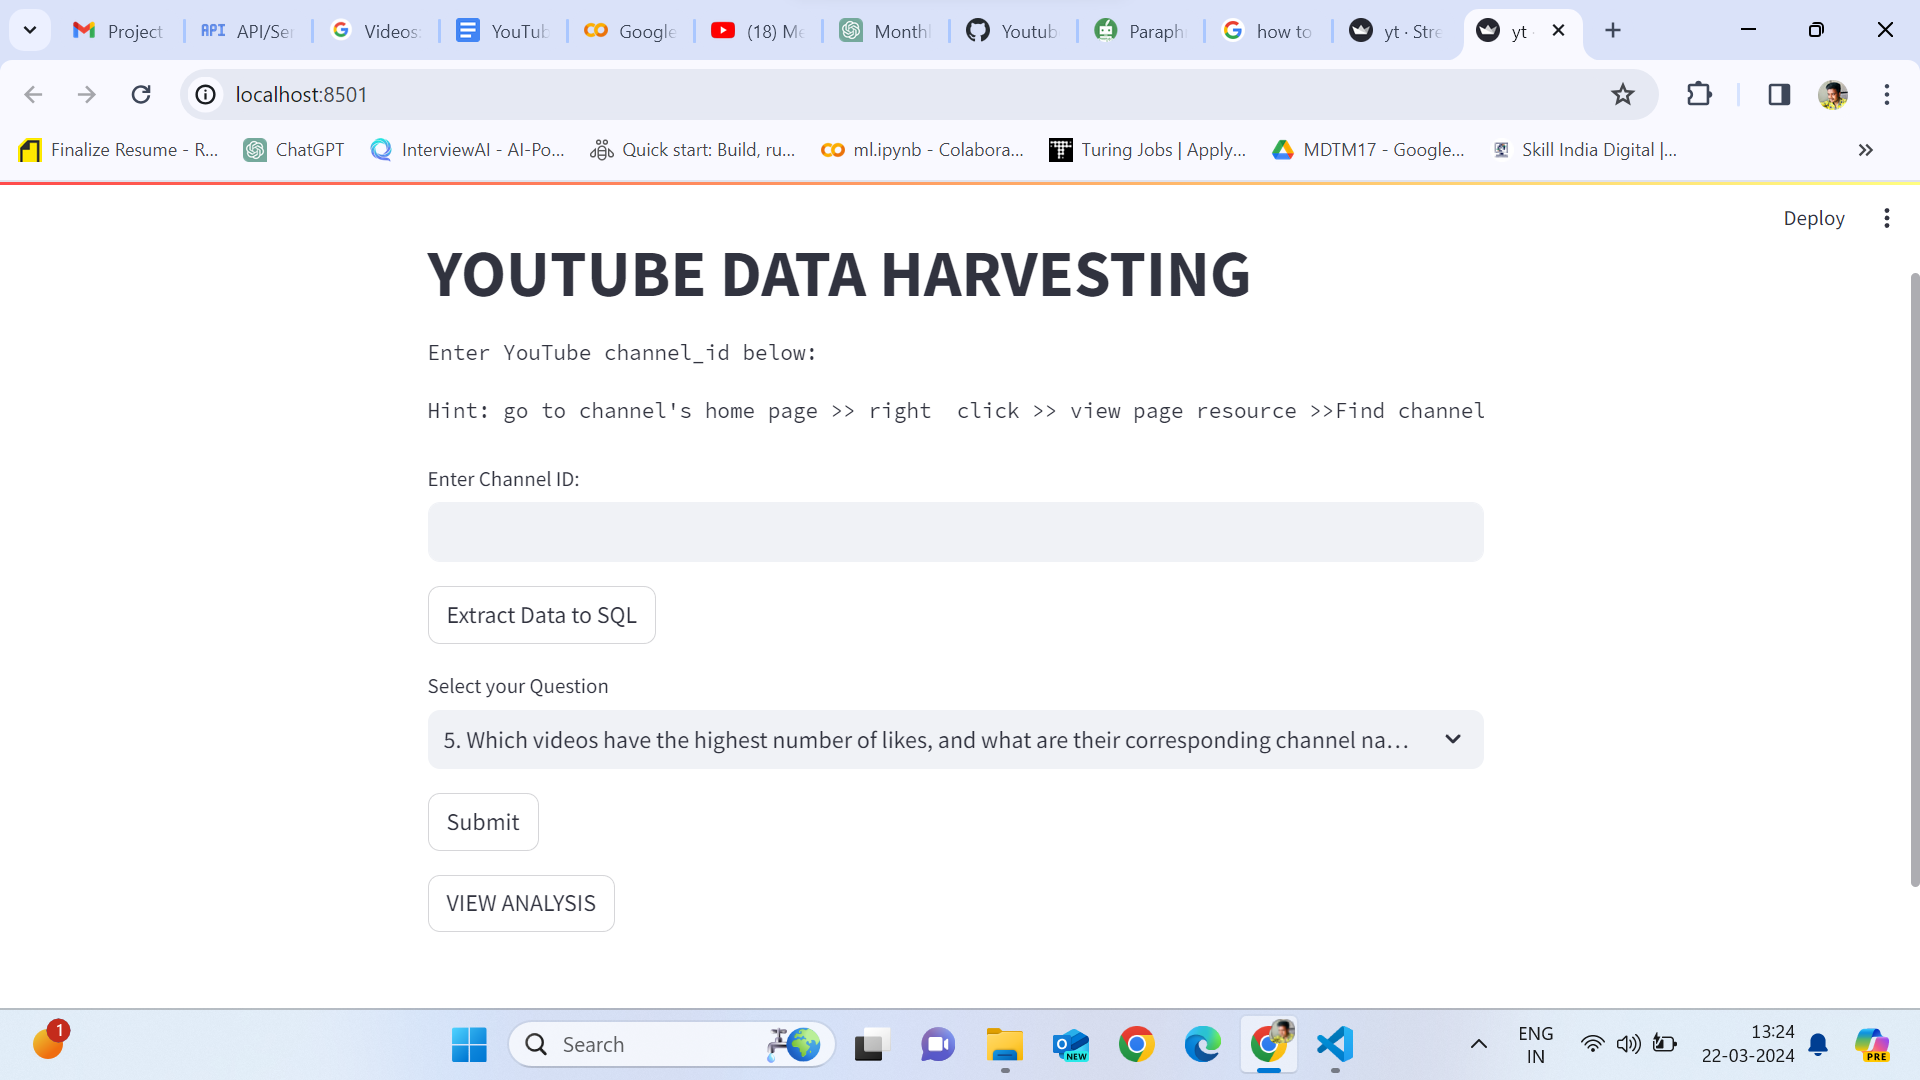 Project
API API/Ser
Videos:
YouTub
Google
(18) Me
Monthl
Youtub
Paraph
how to
yt · Stre
yt
localhost:8501
Finalize Resume - R...
ChatGPT
InterviewAI - AI-Po...
Quick start: Build, ru...
ml.ipynb - Colabora...
Turing Jobs | Apply...
MDTM17 - Google...
Skill India Digital |...
Deploy
YOUTUBE DATA HARVESTING
Enter YouTube channel_id below:
Hint: go to channel's home page >> right  click >> view page resource >>Find channel
Enter Channel ID:
Extract Data to SQL
Select your Question
5. Which videos have the highest number of likes, and what are their corresponding channel na...
Submit
VIEW ANALYSIS
1
Search
NEW
ENG
IN
13:24
22-03-2024
PRE